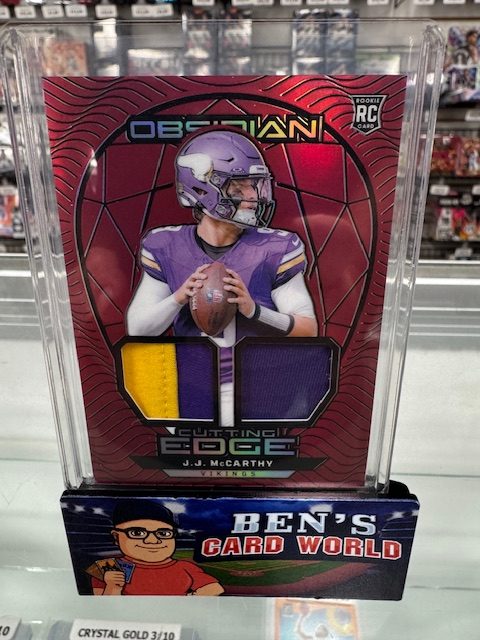 ROOKIE
RC
CARD
OBSIDIAN
CUTTING
EDGE
J.J. McCARTHY
VIKINGS
BEN'S
CARD WORLD
/10
CRYSTAL GOLD 3/10